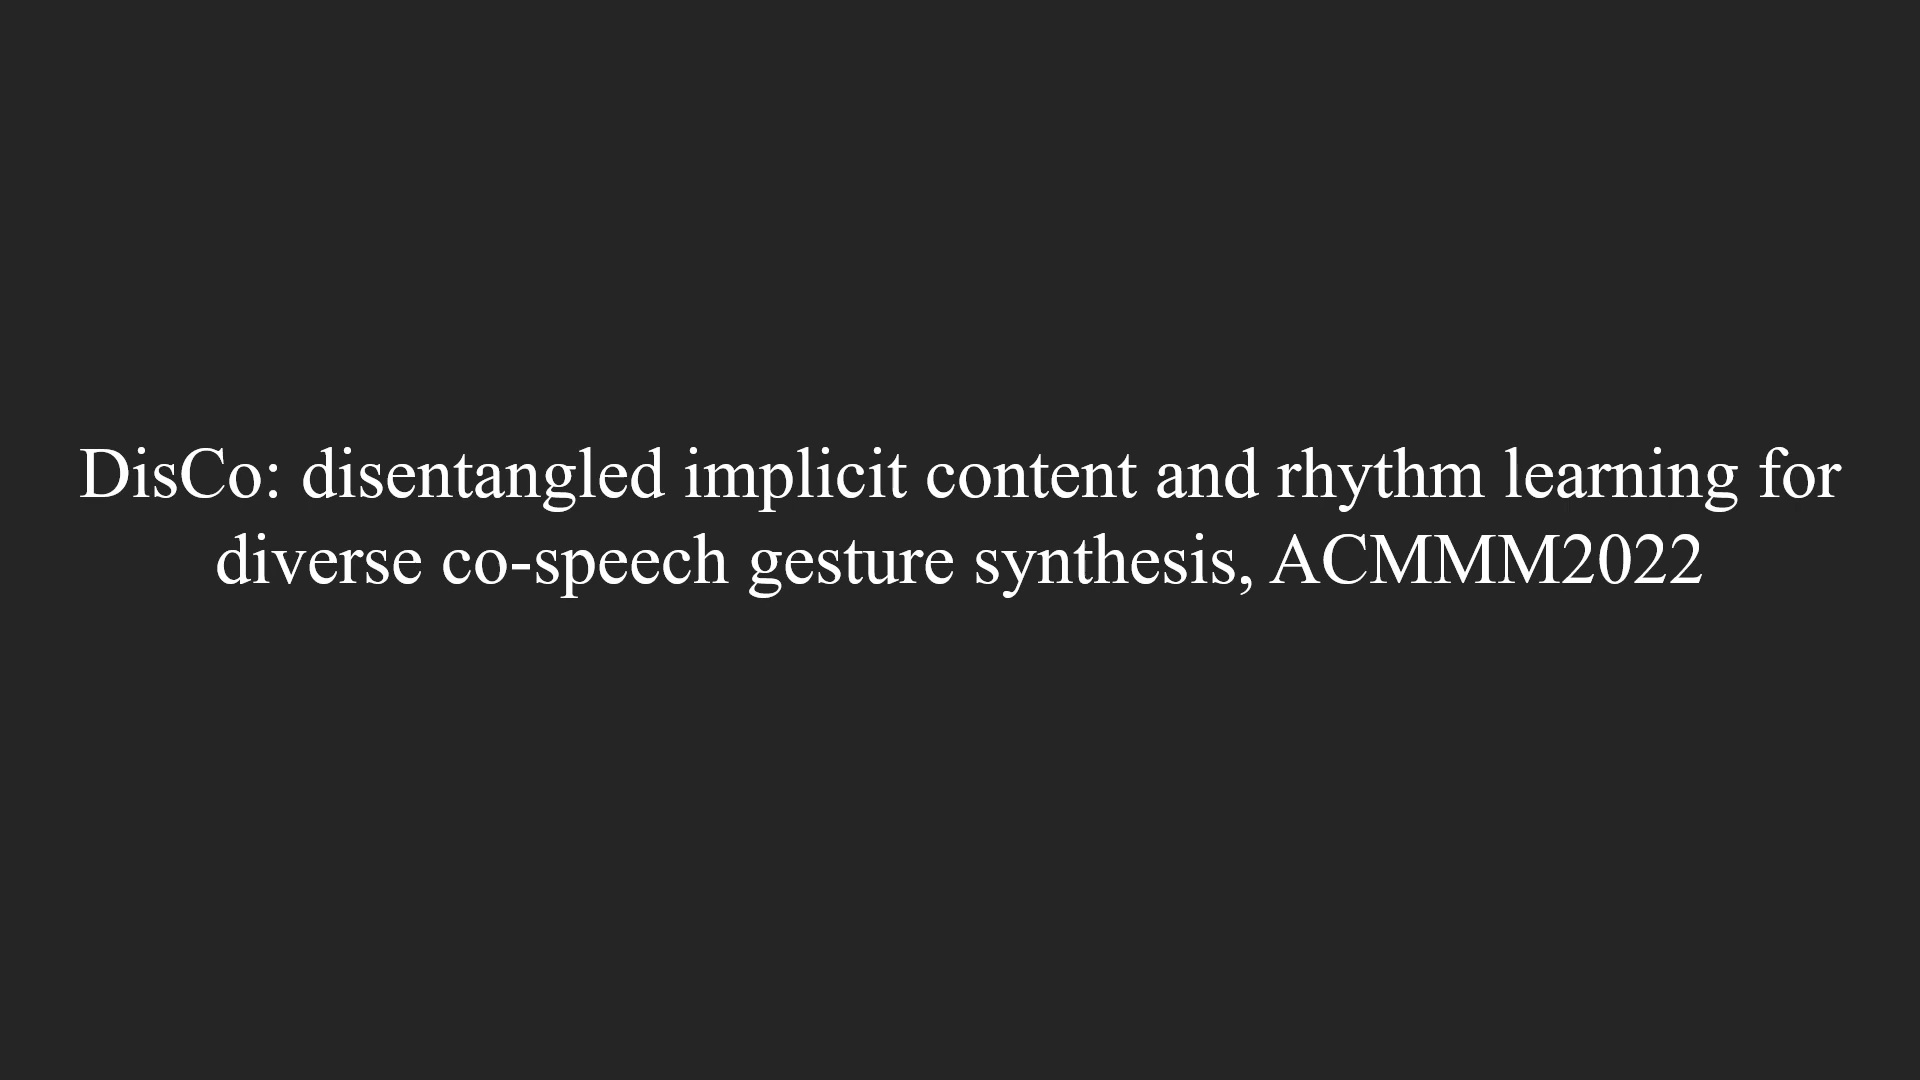 DisCo: disentangled implicit content and rhythm learning for
diverse co-speech gesture synthesis, ACMMM2022